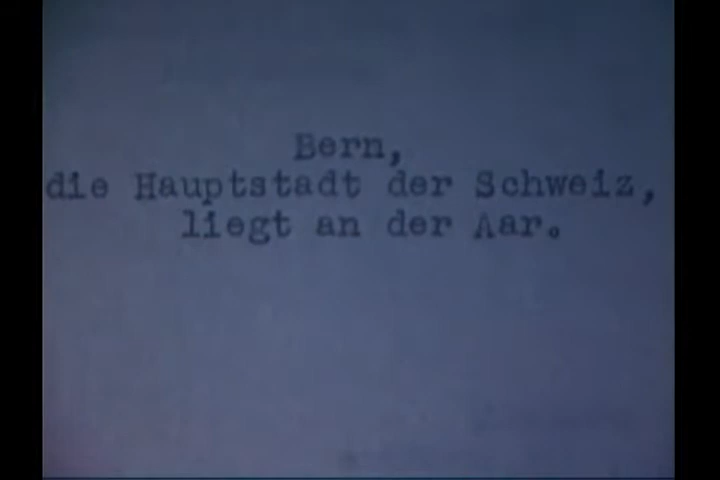 Bern,
die Hauptstadt der Schweiz,
liegt an der Aar.